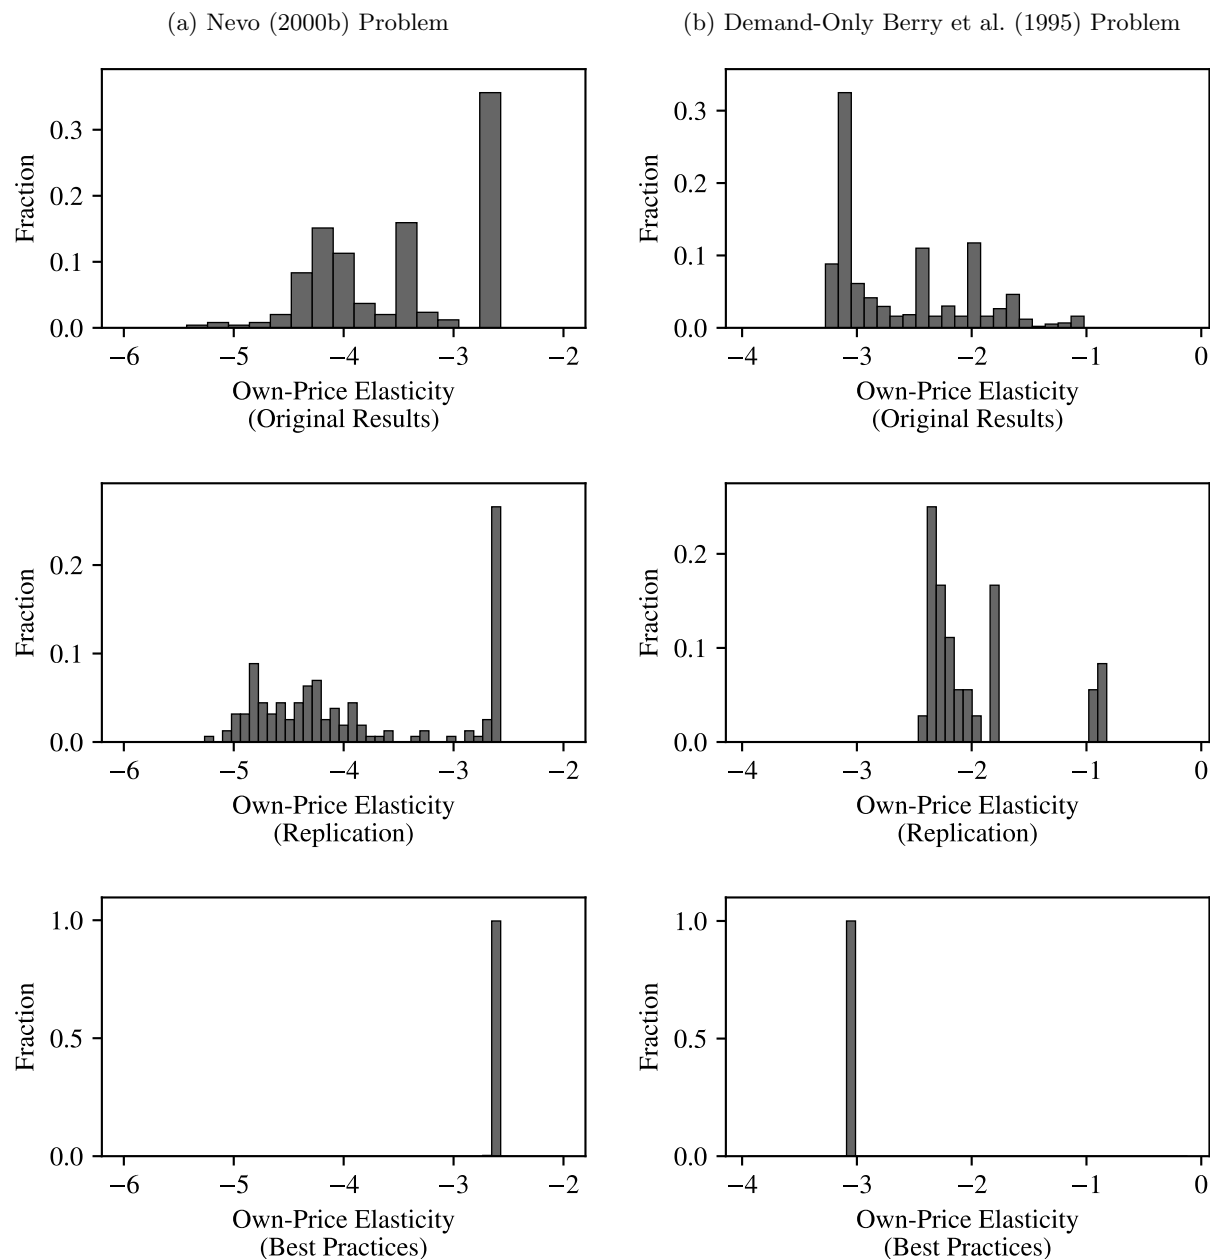 (a) Nevo (2000b) Problem
0.3
0.2
0.1
0.0
Fraction
−6 −5 −4 −3 −2
Own-Price Elasticity
(Original Results)
(b) Demand-Only Berry et al. (1995) Problem
0.3
0.2
0.1
0.0
Fraction
−4 −3 −2 −1 0
Own-Price Elasticity
(Original Results)
0.2
0.1
0.0
Fraction
−6 −5 −4 −3 −2
Own-Price Elasticity
(Replication)
0.2
0.1
0.0
Fraction
−4 −3 −2 −1 0
Own-Price Elasticity
(Replication)
1.0
0.5
0.0
Fraction
−6 −5 −4 −3 −2
Own-Price Elasticity
(Best Practices)
1.0
0.5
0.0
Fraction
−4 −3 −2 −1 0
Own-Price Elasticity
(Best Practices)